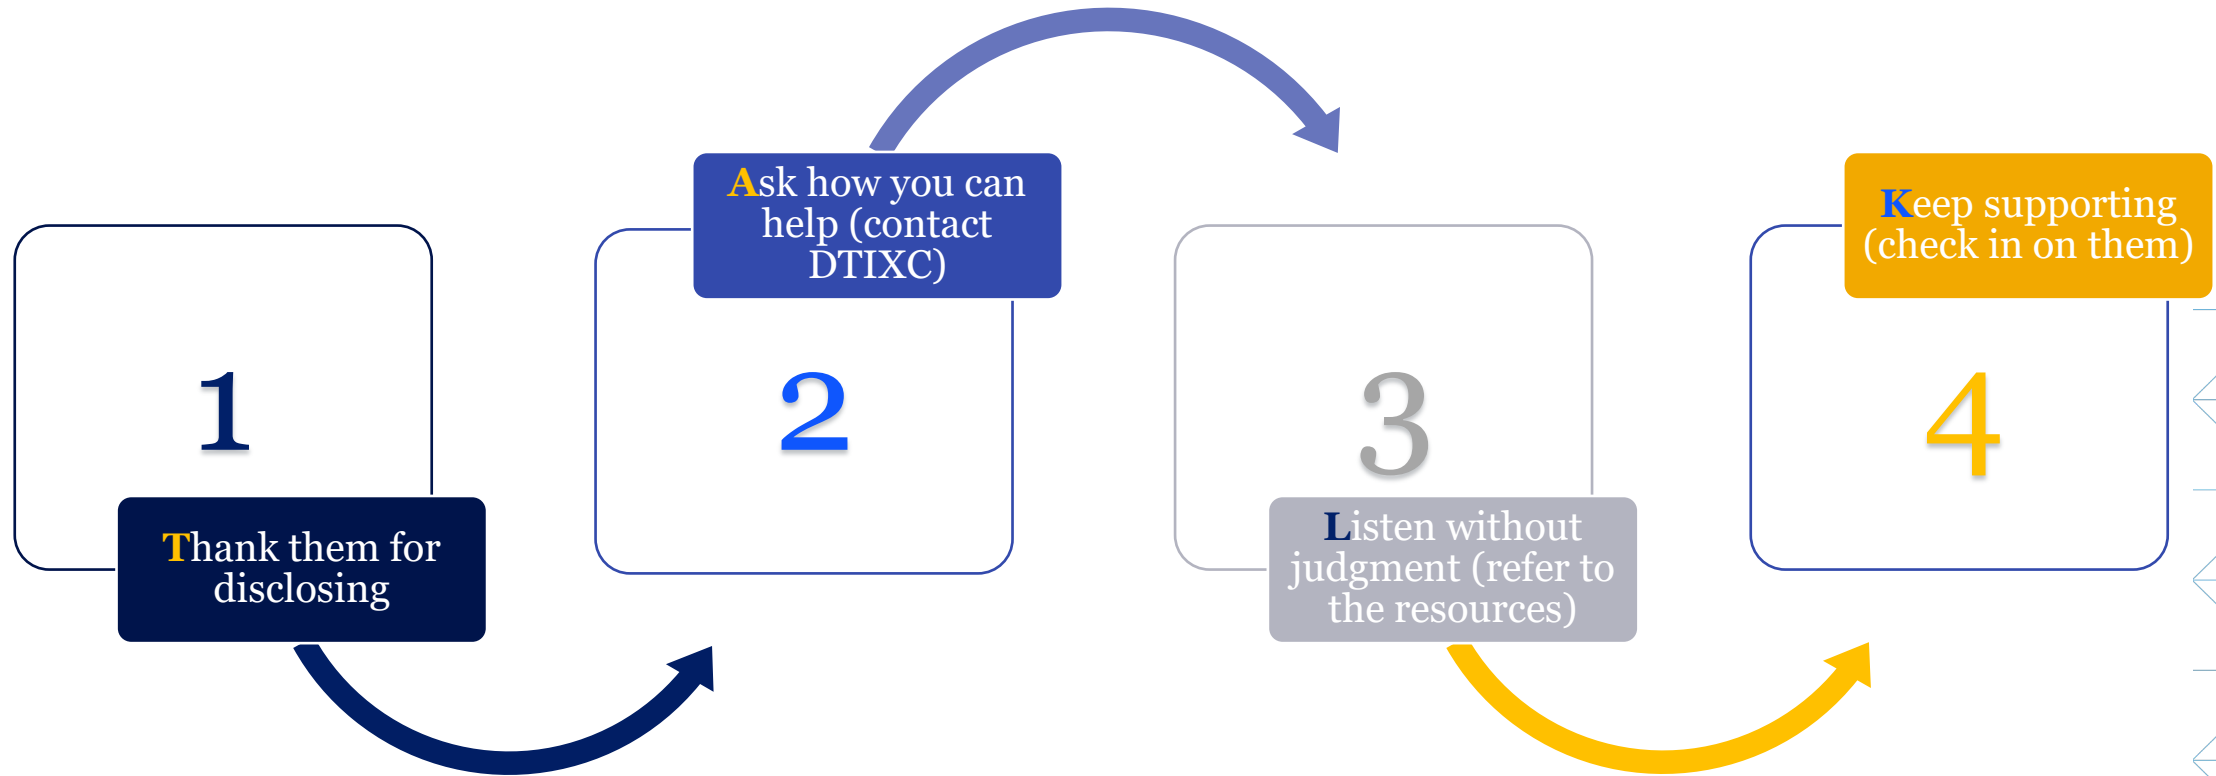 1
Thank them for
disclosing
Ask how you can
help (contact
DTIXC)
2
3
Listen without
judgment (refer to
the resources)
Keep supporting
(check in on them)
4